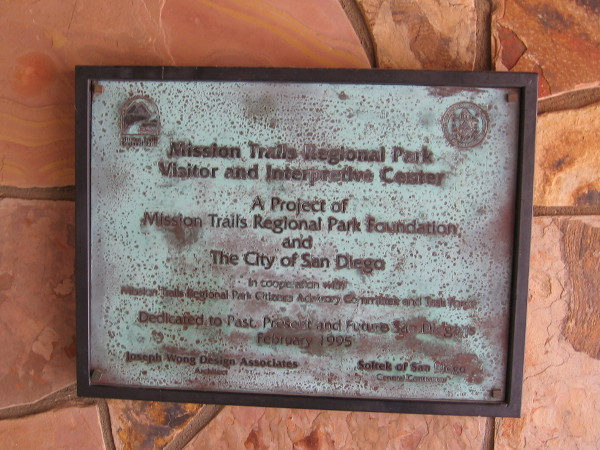 Mission Trails Regional Park
Visitor and Interpretive Center
A Project of
Mission Trails Regional Park Foundation
and
The City of San Diego
In cooperation with
Mission Trails Regional Park Citizens Advisory Committee and Task Force
Dedicated to Past, Present and Future San Diegans
February 1995
Joseph Wong Design Associates
Architect
Soltek of San Diego
General Contractor